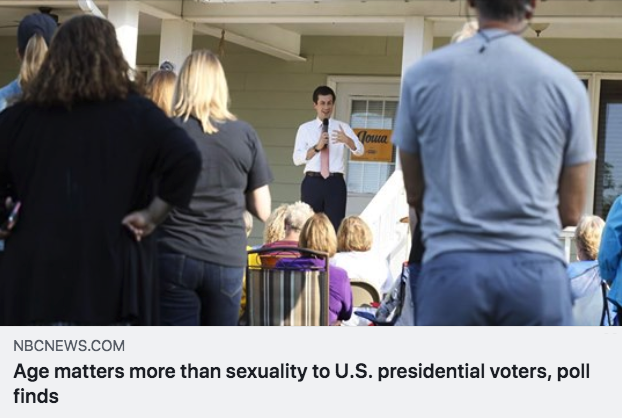 Iowa
NBCNEWS.COM
Age matters more than sexuality to U.S. presidential voters, poll
finds